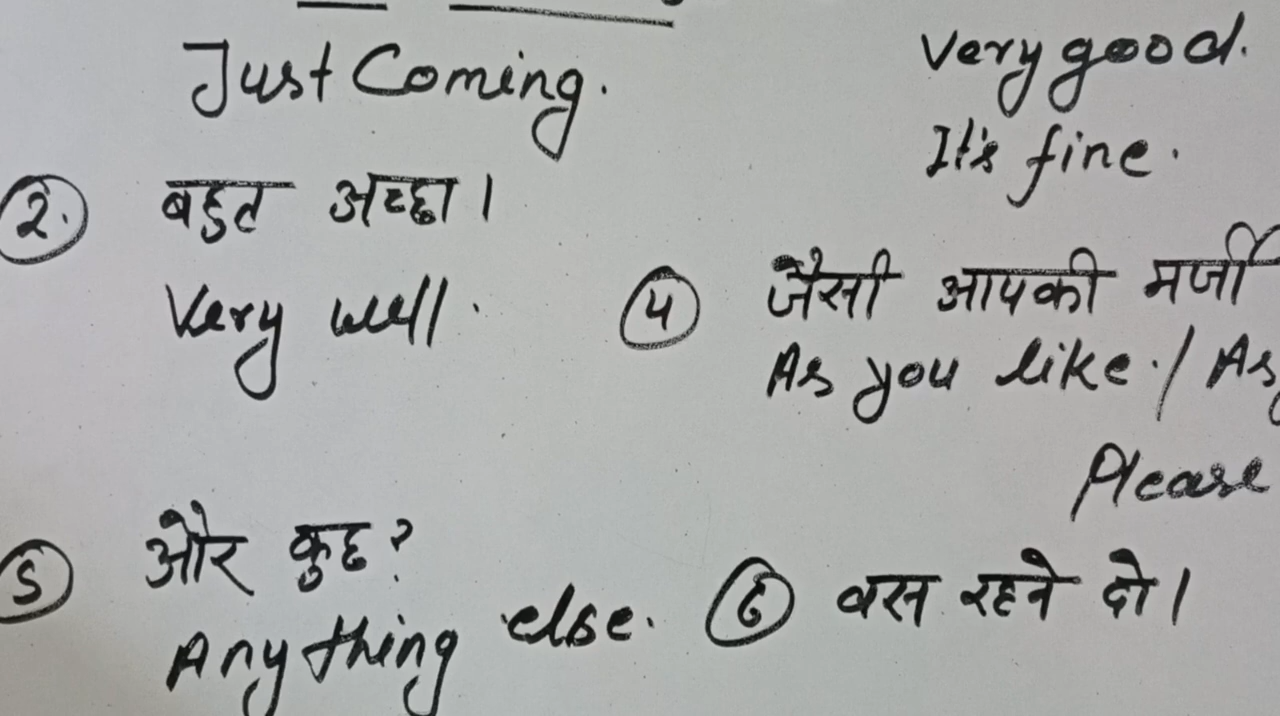 Just Coming.
② बहुत अच्छा।
Very well.
very good.
It's fine.
④ जैसी आपकी मर्जी
As you like. / As
Please
⑤ और कुछ?
Anything else.
⑥ बस रहने दो।